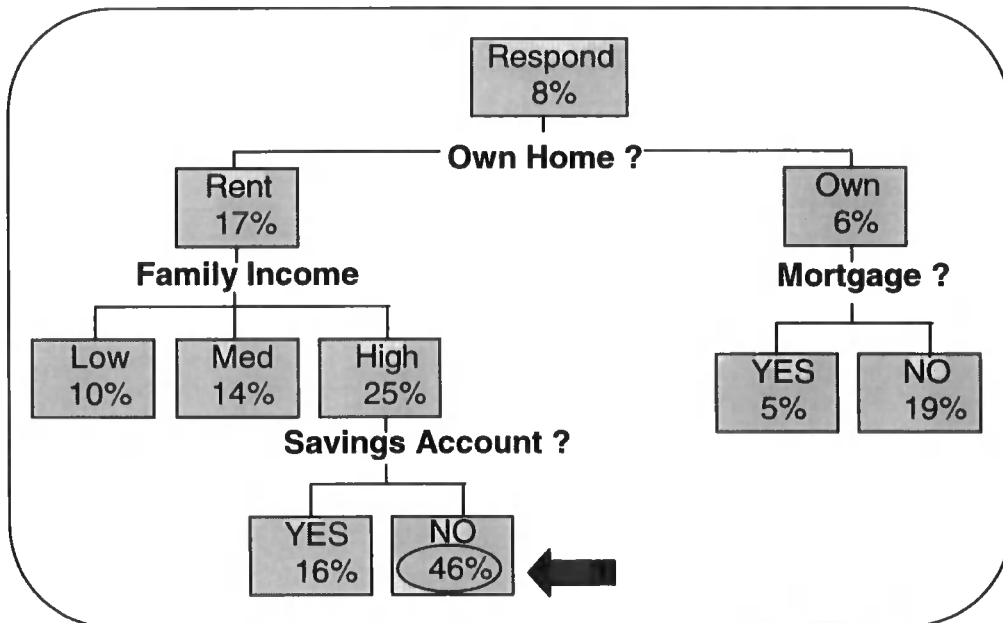 Respond
8%
Own Home ?
Rent
17%
Own
6%
Family Income
Mortgage ?
Low
10%
Med
14%
High
25%
YES
5%
NO
19%
Savings Account ?
YES
16%
NO
46%